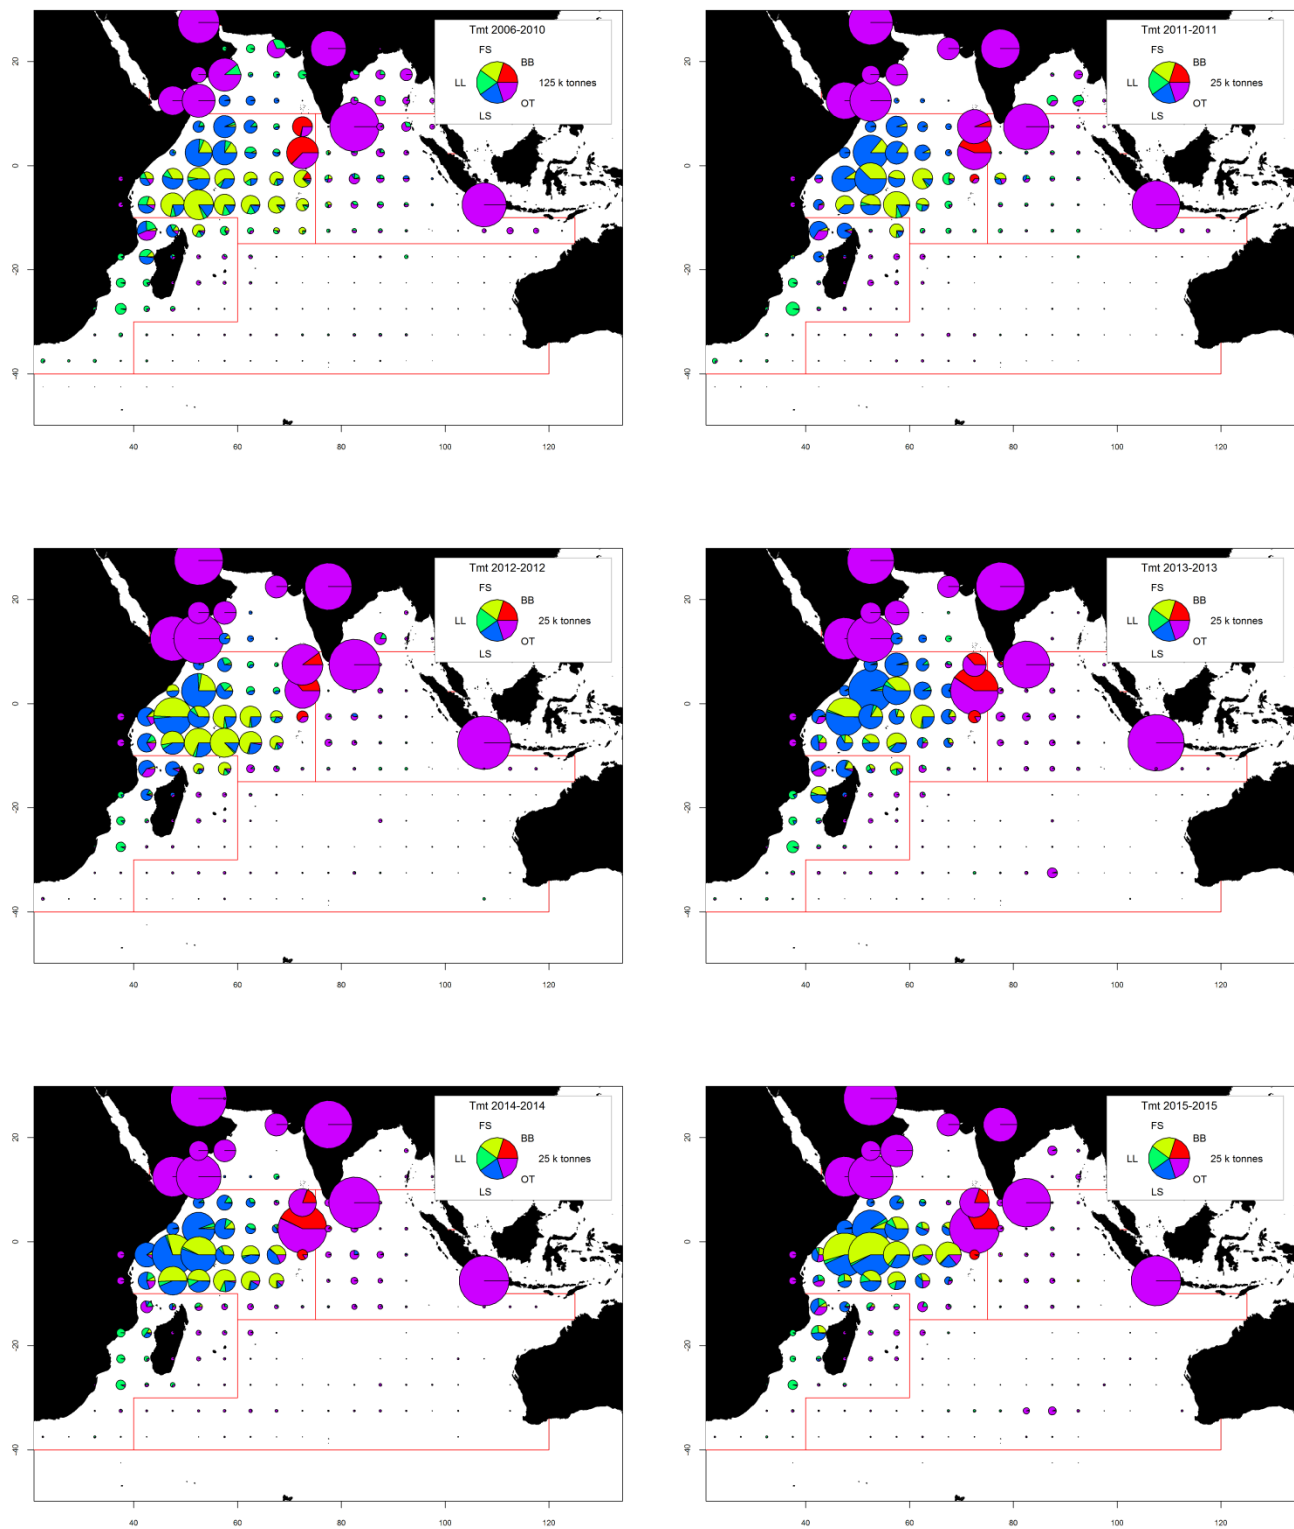 Tmt 2006-2010
FS
BB
LL
125 k tonnes
OT
LS
20
0
-20
-40
40
60
80
100
120
Tmt 2011-2011
FS
BB
LL
25 k tonnes
OT
LS
20
0
-20
-40
40
60
80
100
120
Tmt 2012-2012
FS
BB
LL
25 k tonnes
OT
LS
20
0
-20
-40
40
60
80
100
120
Tmt 2013-2013
FS
BB
LL
25 k tonnes
OT
LS
20
0
-20
-40
40
60
80
100
120
Tmt 2014-2014
FS
BB
LL
25 k tonnes
OT
LS
20
0
-20
-40
40
60
80
100
120
Tmt 2015-2015
FS
BB
LL
25 k tonnes
OT
LS
20
0
-20
-40
40
60
80
100
120